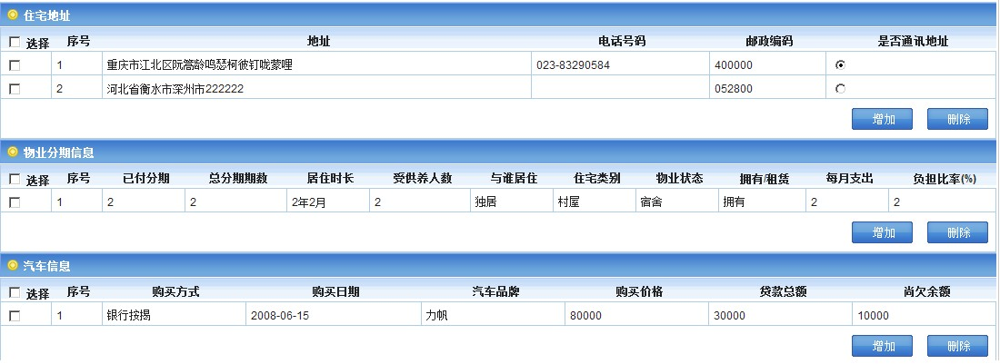 住宅地址
选择 序号 地址 电话号码 邮政编码 是否通讯地址
1 重庆市江北区阮篙龄鸣瑟柯彼钉咙蒙哩 023-83290584 400000
2 河北省衡水市深州市222222 052800
增加 删除
物业分期信息
选择 序号 已付分期 总分期期数 居住时长 受供养人数 与谁居住 住宅类别 物业状态 拥有/租赁 每月支出 负担比率(%)
1 2 2 2年2月 2 独居 村屋 宿舍 拥有 2 2
增加 删除
汽车信息
选择 序号 购买方式 购买日期 汽车品牌 购买价格 贷款总额 尚欠余额
1 银行按揭 2008-06-15 力帆 80000 30000 10000
增加 删除